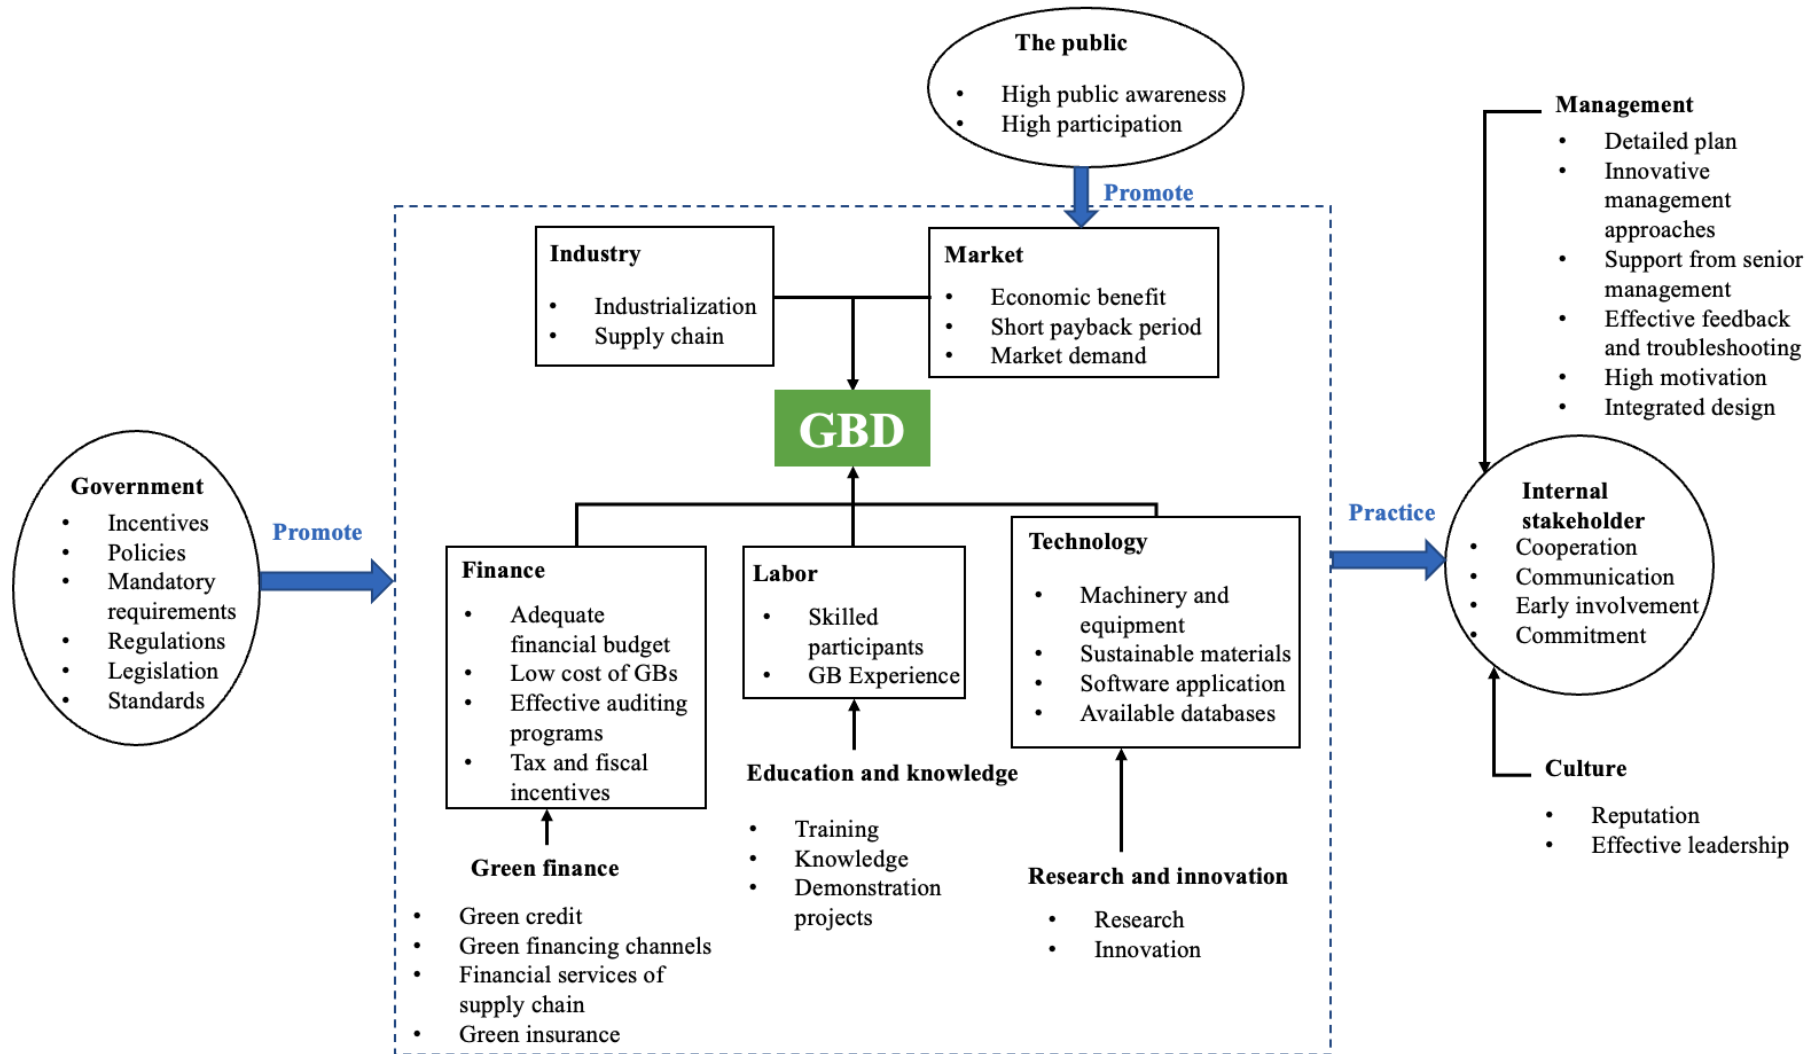 The public
• High public awareness
• High participation
Promote
Management
• Detailed plan
• Innovative
management
approaches
• Support from senior
management
• Effective feedback
and troubleshooting
• High motivation
• Integrated design
Industry
• Industrialization
• Supply chain
Market
• Economic benefit
• Short payback period
• Market demand
GBD
Government
• Incentives
• Policies
• Mandatory
requirements
• Regulations
• Legislation
• Standards
Promote
Finance
• Adequate
financial budget
• Low cost of GBs
• Effective auditing
programs
• Tax and fiscal
incentives
Labor
• Skilled
participants
• GB Experience
Technology
• Machinery and
equipment
• Sustainable materials
• Software application
• Available databases
Practice
Internal
stakeholder
• Cooperation
• Communication
• Early involvement
• Commitment
Green finance
• Green credit
• Green financing channels
• Financial services of
supply chain
• Green insurance
Education and knowledge
• Training
• Knowledge
• Demonstration
projects
Research and innovation
• Research
• Innovation
Culture
• Reputation
• Effective leadership